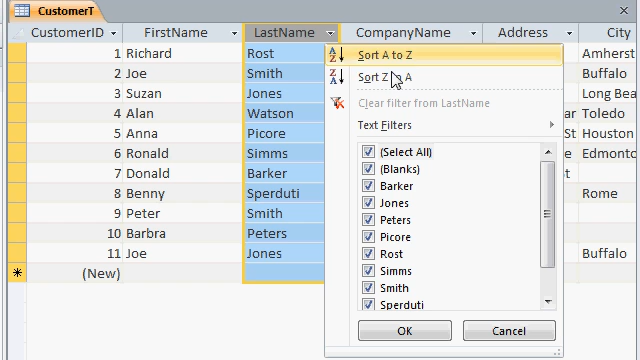 CustomerT
CustomerID FirstName LastName CompanyName Address City
1 Richard Rost Amherst
2 Joe Smith Buffalo
3 Suzan Jones Long Bea
4 Alan Watson Toledo
5 Anna Picore St Houston
6 Ronald Simms Edmonto
7 Donald Barker
8 Benny Sperduti Rome
9 Peter Smith
10 Barbra Peters
11 Joe Jones Buffalo
(New)
Sort A to Z
Sort Z to A
Clear filter from LastName
Text Filters
(Select All)
(Blanks)
Barker
Jones
Peters
Picore
Rost
Simms
Smith
Sperduti
OK Cancel